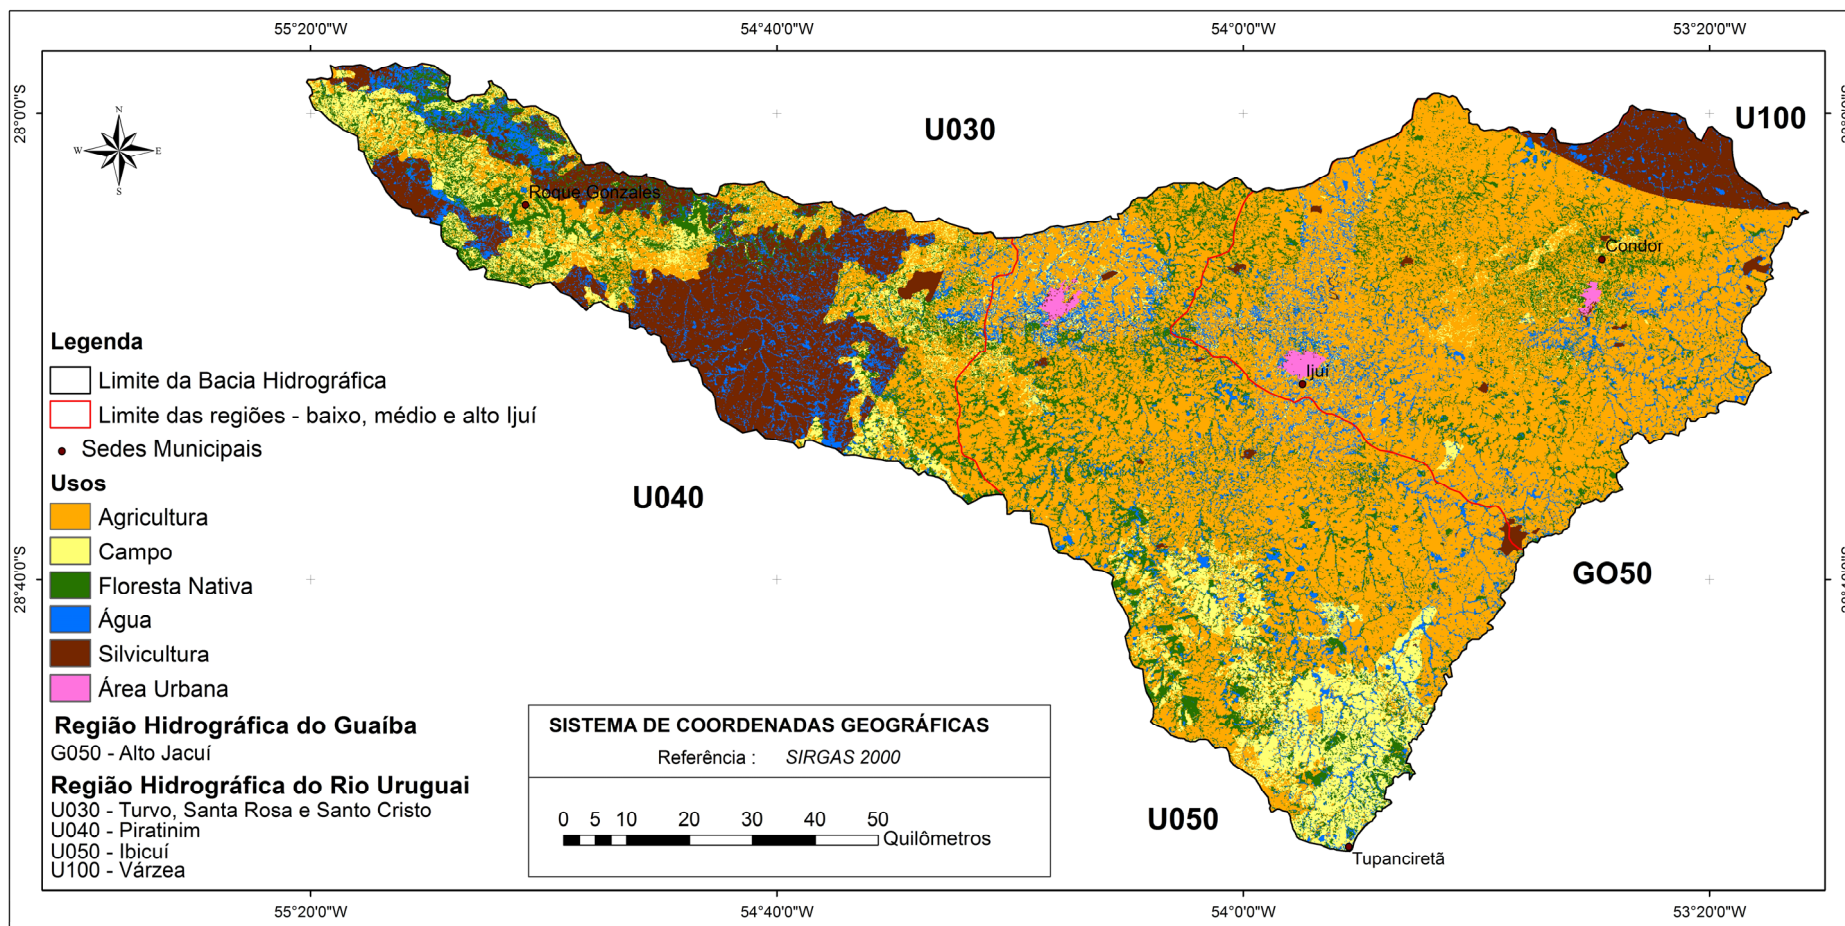 55°20'0"W
54°40'0"W
54°0'0"W
53°20'0"W
28°0'0"S
N
W
E
S
U030
U100
Roque Gonzales
Condor
Ijuí
Legenda
Limite da Bacia Hidrográfica
Limite das regiões - baixo, médio e alto Ijuí
Sedes Municipais
Usos
Agricultura
Campo
Floresta Nativa
Água
Silvicultura
Área Urbana
U040
GO50
28°40'0"S
Região Hidrográfica do Guaíba
G050 - Alto Jacuí
Região Hidrográfica do Rio Uruguai
U030 - Turvo, Santa Rosa e Santo Cristo
U040 - Piratinim
U050 - Ibicuí
U100 - Várzea
SISTEMA DE COORDENADAS GEOGRÁFICAS
Referência : SIRGAS 2000
0 5 10 20 30 40 50
Quilômetros
U050
Tupanciretã
55°20'0"W
54°40'0"W
54°0'0"W
53°20'0"W